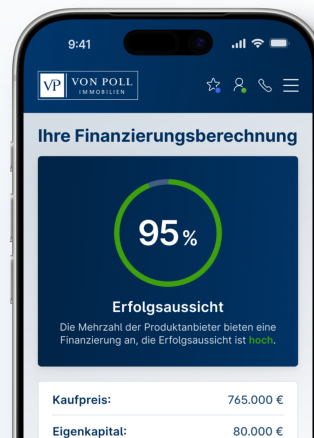 9:41
VP VON POLL
IMMOBILIEN
Ihre Finanzierungsberechnung
95 %
Erfolgsaussicht
Die Mehrzahl der Produktanbieter bieten eine
Finanzierung an, die Erfolgsaussicht ist hoch.
Kaufpreis: 765.000 €
Eigenkapital: 80.000 €